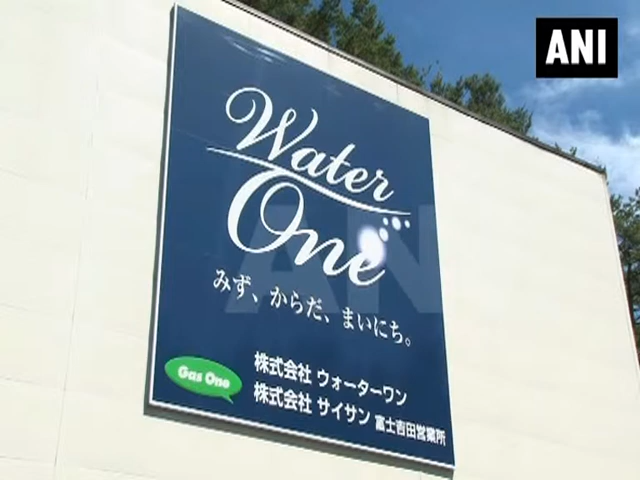 ANI
Water
One
みず、からだ、まいにち。
Gas One
株式会社 ウォーターワン
株式会社 サイサン 富士吉田営業所
ANI